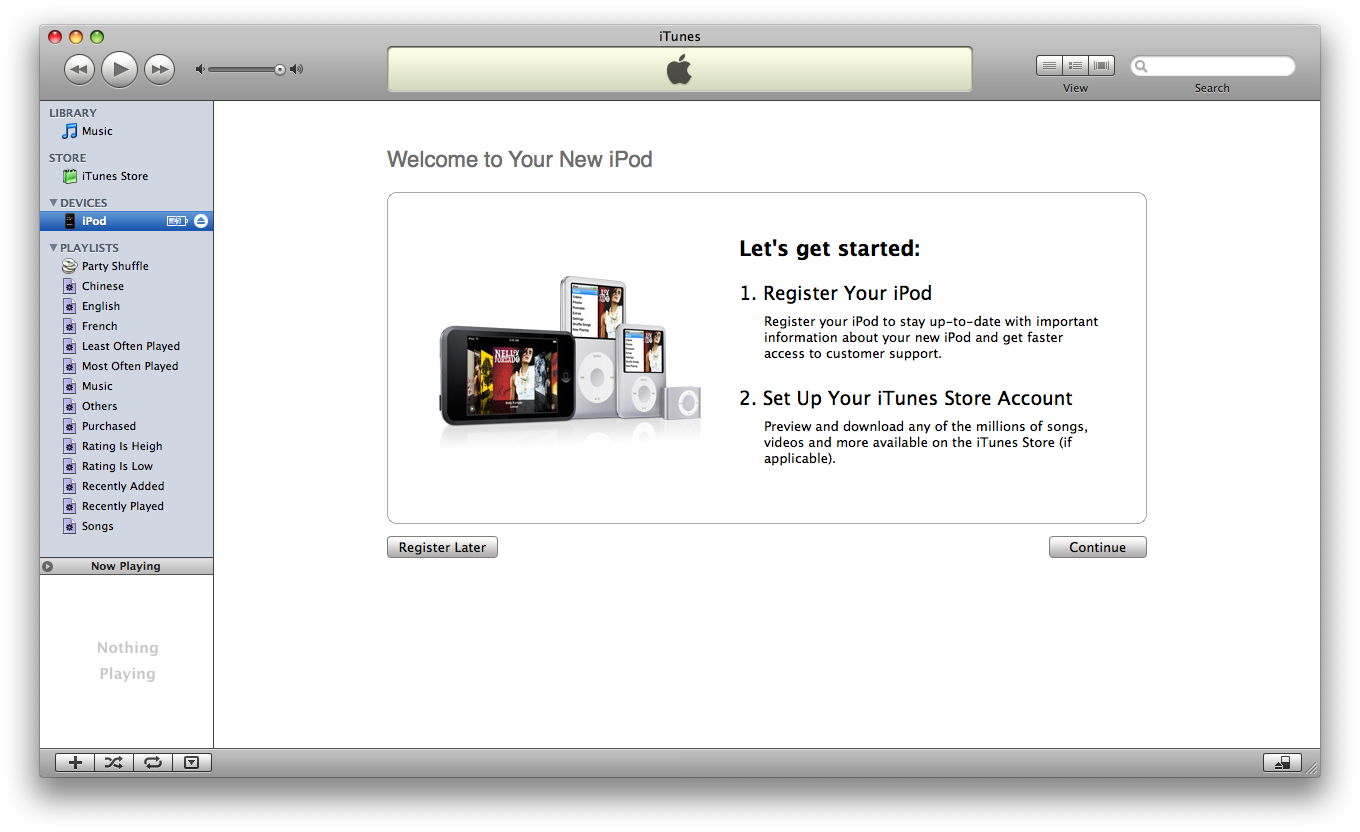 iTunes
View
Search
LIBRARY
Music
STORE
iTunes Store
DEVICES
iPod
PLAYLISTS
Party Shuffle
Chinese
English
French
Least Often Played
Most Often Played
Music
Others
Purchased
Rating Is Heigh
Rating Is Low
Recently Added
Recently Played
Songs
Now Playing
Nothing
Playing
Welcome to Your New iPod
NELLY
FURTADO
Let's get started:
1. Register Your iPod
Register your iPod to stay up-to-date with important
information about your new iPod and get faster
access to customer support.
2. Set Up Your iTunes Store Account
Preview and download any of the millions of songs,
videos and more available on the iTunes Store (if
applicable).
Register Later
Continue